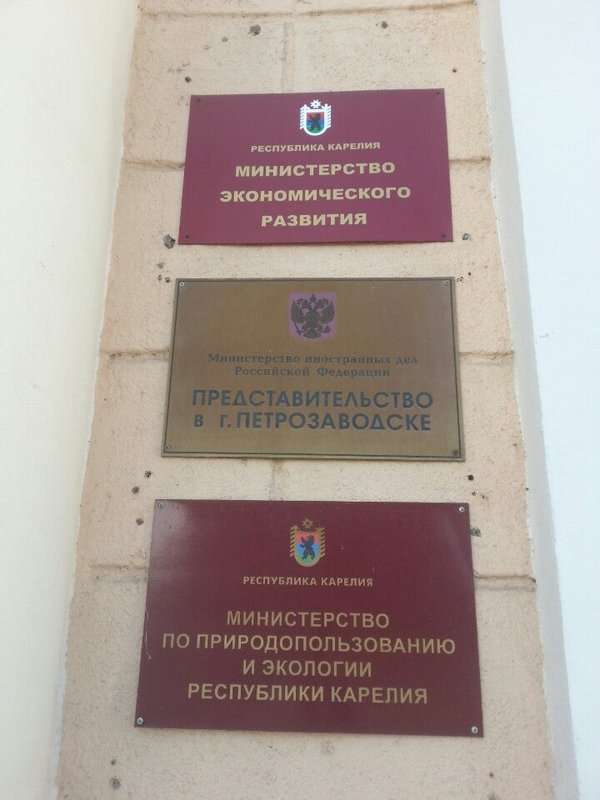 РЕСПУБЛИКА КАРЕЛИЯ
МИНИСТЕРСТВО
ЭКОНОМИЧЕСКОГО
РАЗВИТИЯ
Министерство иностранных дел
Российской Федерации
ПРЕДСТАВИТЕЛЬСТВО
в г. ПЕТРОЗАВОДСКЕ
РЕСПУБЛИКА КАРЕЛИЯ
МИНИСТЕРСТВО
ПО ПРИРОДОПОЛЬЗОВАНИЮ
И ЭКОЛОГИИ
РЕСПУБЛИКИ КАРЕЛИЯ